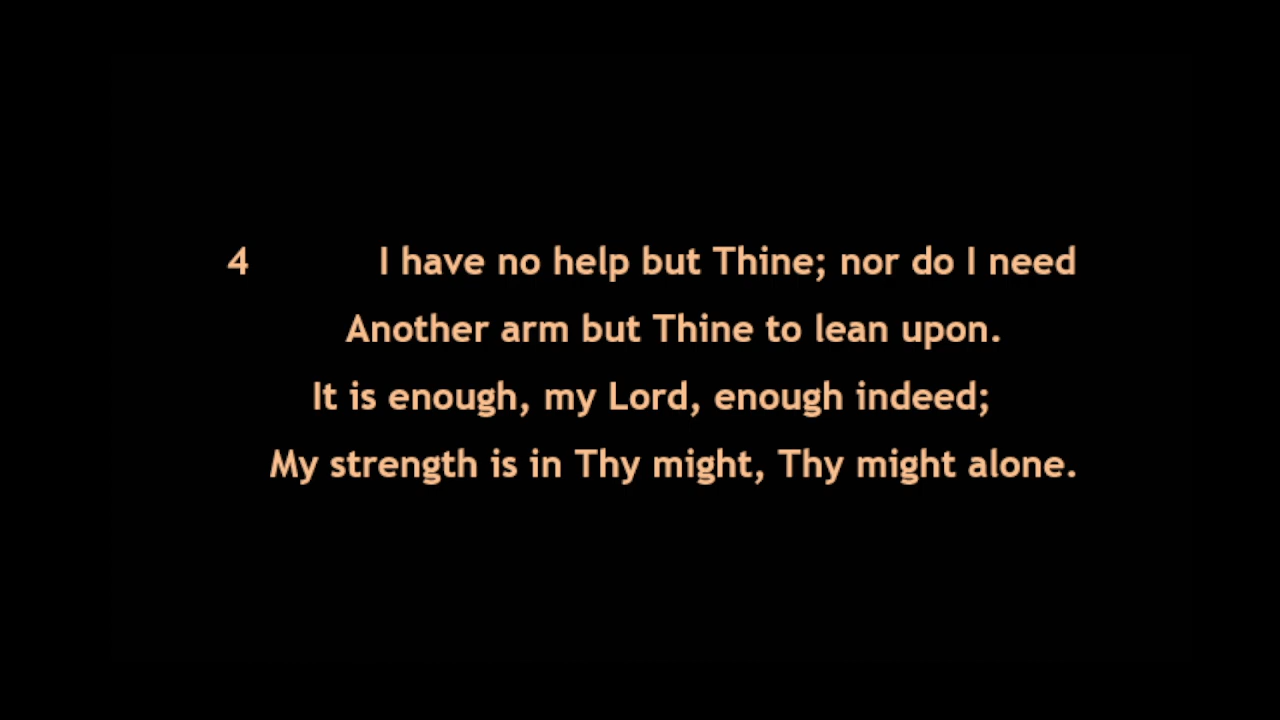 4 I have no help but Thine; nor do I need
Another arm but Thine to lean upon.
It is enough, my Lord, enough indeed;
My strength is in Thy might, Thy might alone.